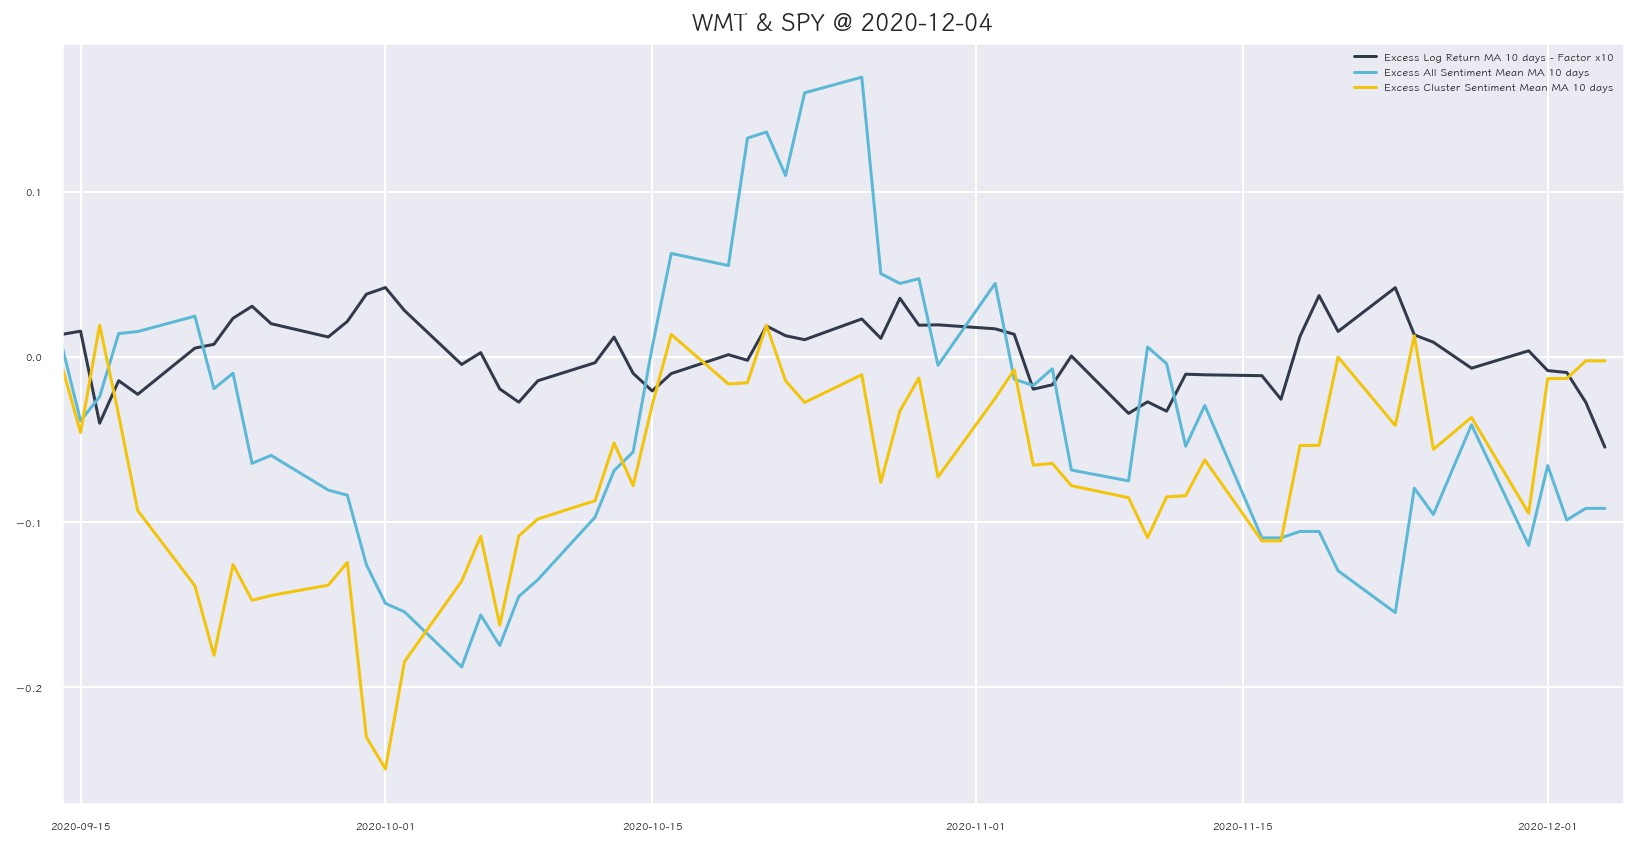 WMT & SPY @ 2020-12-04
Excess Log Return MA 10 days - Factor x10
Excess All Sentiment Mean MA 10 days
Excess Cluster Sentiment Mean MA 10 days
0.1
0.0
−0.1
−0.2
2020-09-15
2020-10-01
2020-10-15
2020-11-01
2020-11-15
2020-12-01